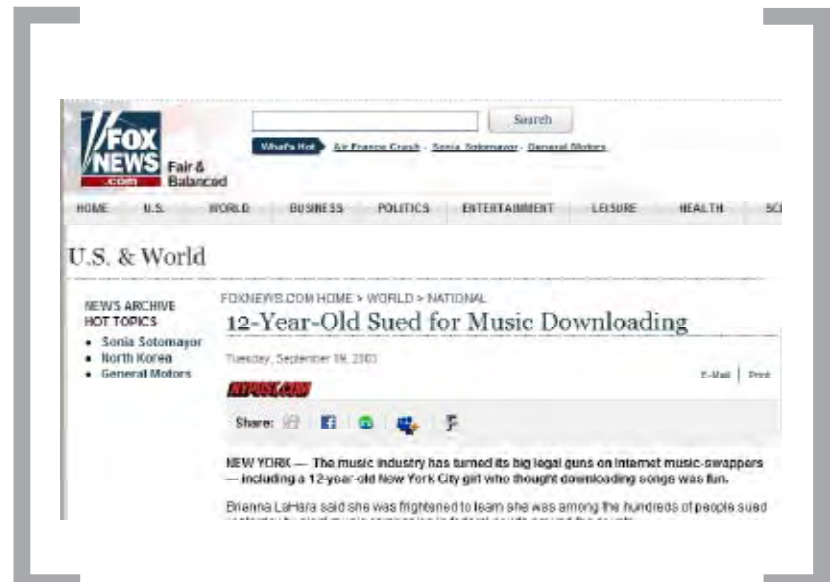 Search
FOX
NEWS Fair &
.com Balanced
What's Hot Air France Crash - Sonia Sotomayor - General Motors
HOME U.S. WORLD BUSINESS POLITICS ENTERTAINMENT LEISURE HEALTH
U.S. & World
FOXNEWS.COM HOME > WORLD > NATIONAL
NEWS ARCHIVE
HOT TOPICS
• Sonia Sotomayor
• North Korea
• General Motors
12-Year-Old Sued for Music Downloading
Tuesday, September
E-Mail | Print
NYPOST.COM
Share:
NEW YORK — The music industry has turned its big legal guns on Internet music-swappers
— including a 12-year-old New York City girl who thought downloading songs was fun.
Brianna LaHara said she was frightened to learn she was among the hundreds of people sued